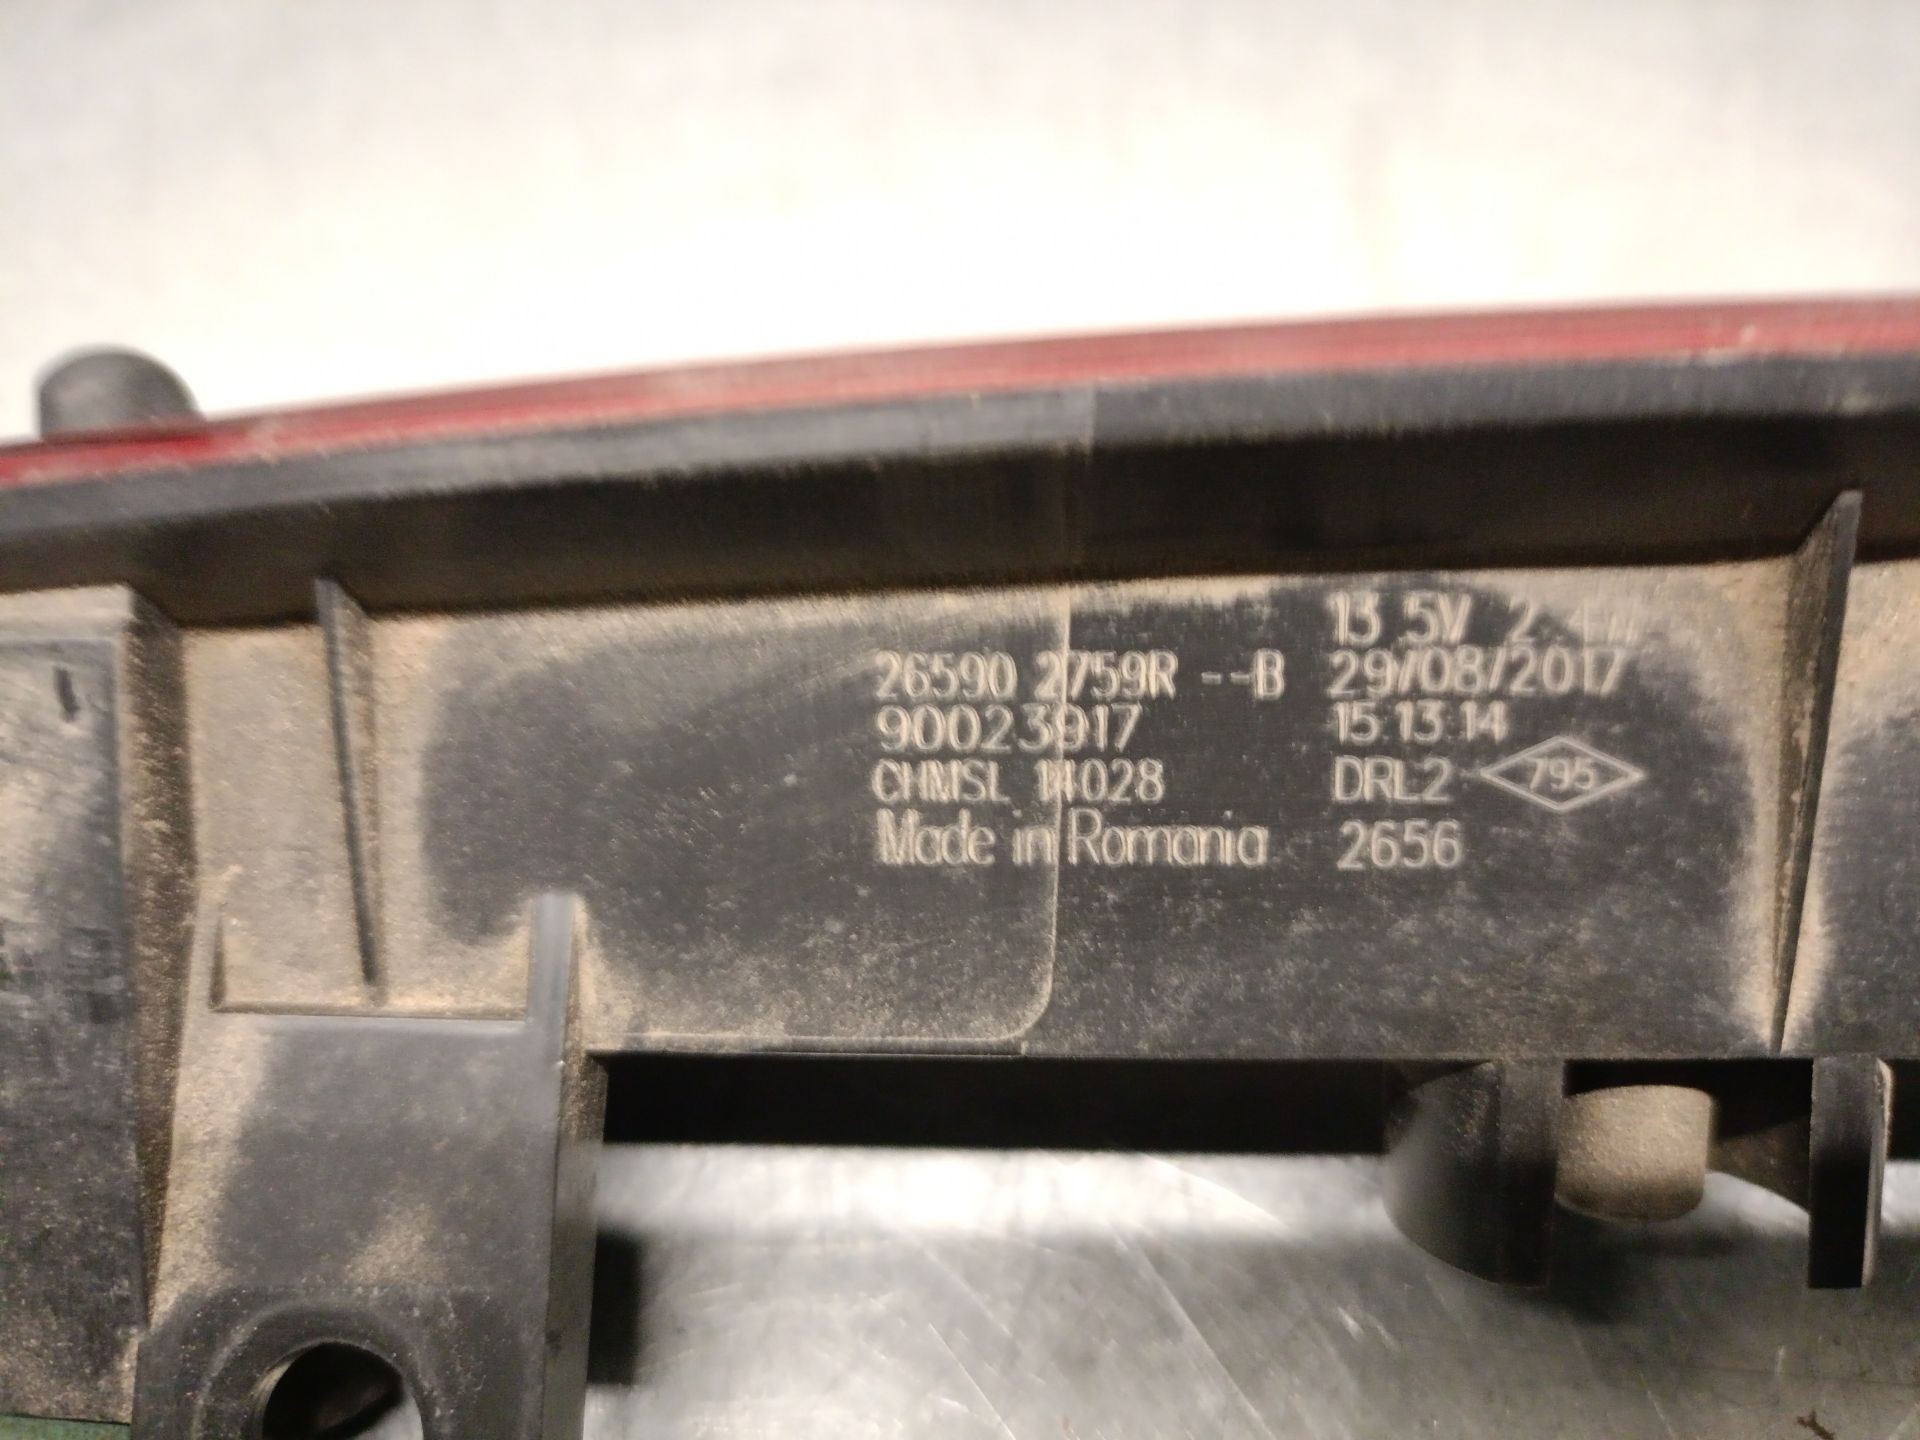 13.5V 2.4W
26590 2759R --B 29/08/2017
90023917 15:13:14
CHMSL 14028 DRL2 795
Made in Romania 2656